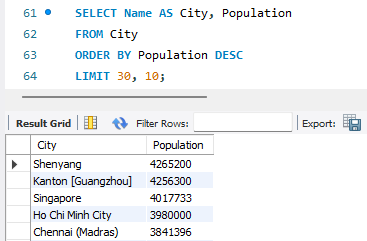 61 SELECT Name AS City, Population
62 FROM City
63 ORDER BY Population DESC
64 LIMIT 30, 10;
Result Grid Filter Rows: Export:
City Population
Shenyang 4265200
Kanton [Guangzhou] 4256300
Singapore 4017733
Ho Chi Minh City 3980000
Chennai (Madras) 3841396